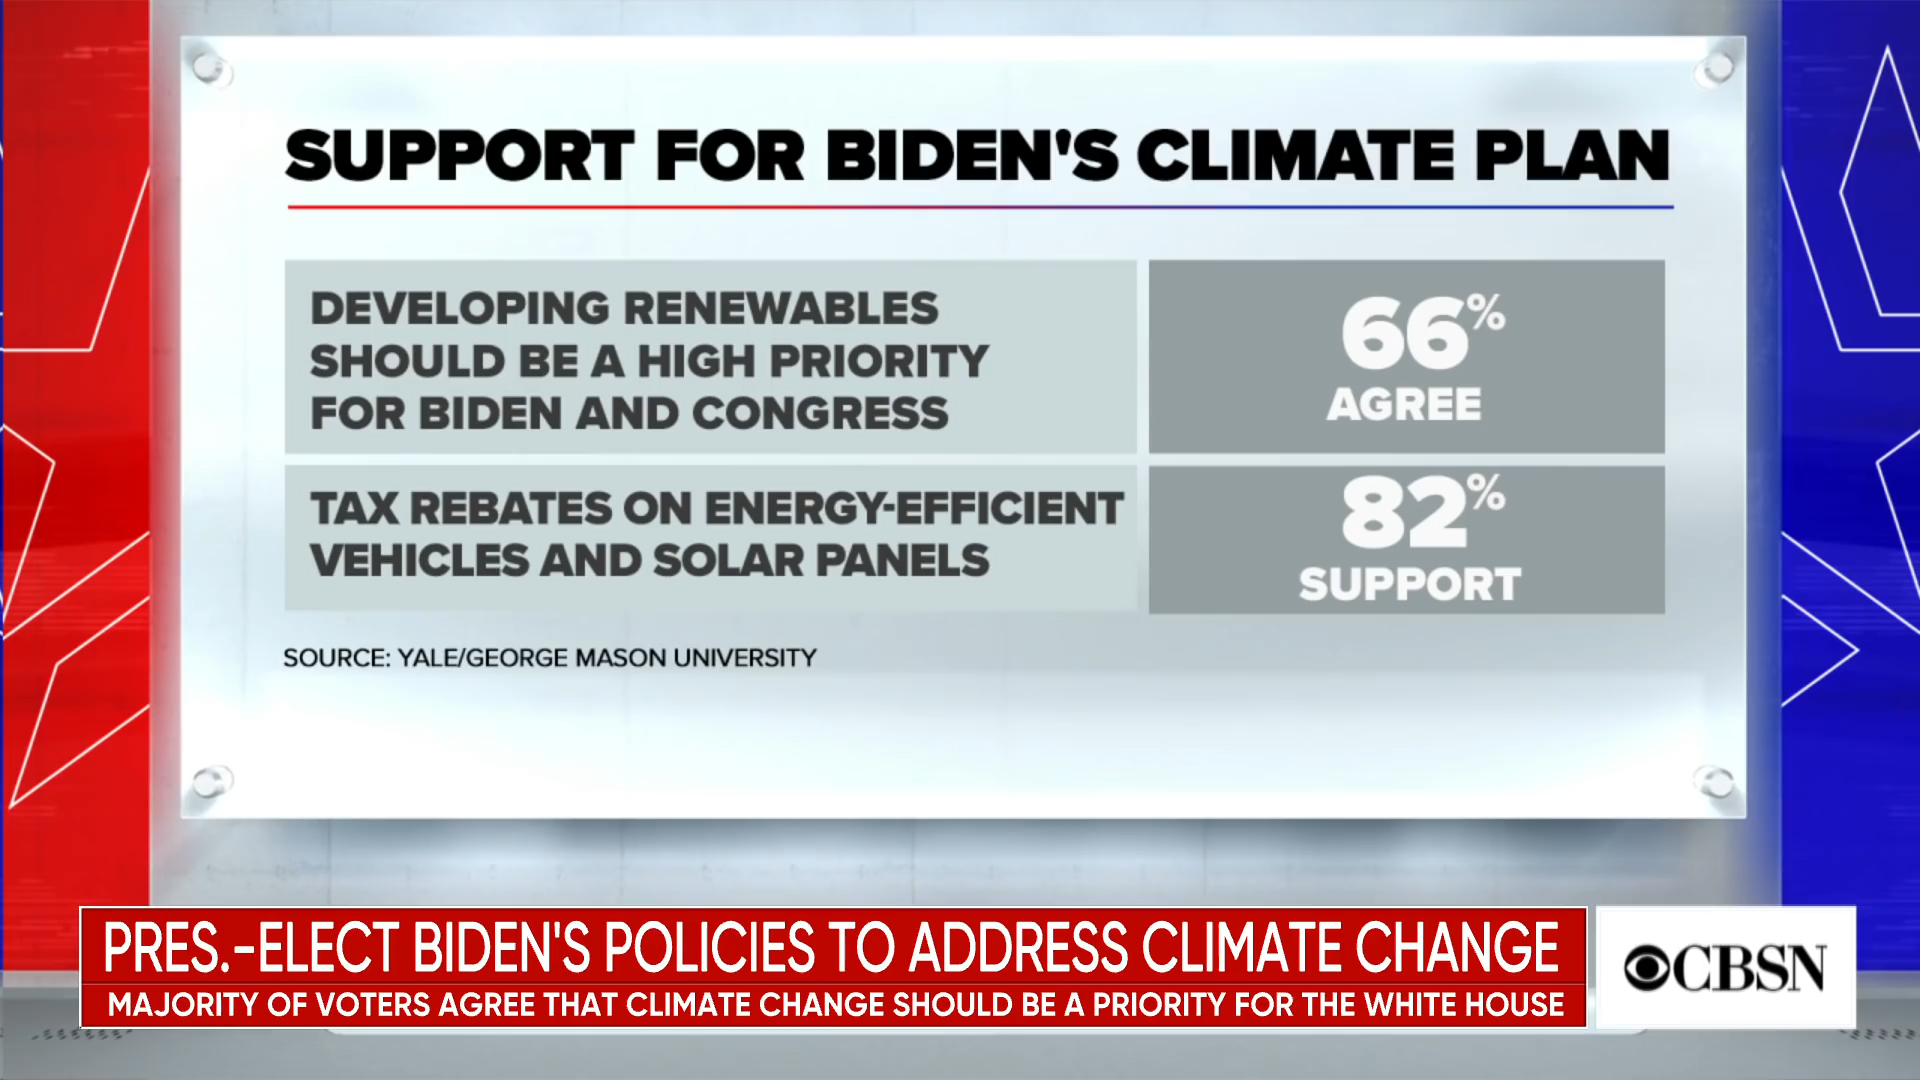 SUPPORT FOR BIDEN'S CLIMATE PLAN
DEVELOPING RENEWABLES
SHOULD BE A HIGH PRIORITY
FOR BIDEN AND CONGRESS
66%
AGREE
TAX REBATES ON ENERGY-EFFICIENT
VEHICLES AND SOLAR PANELS
82%
SUPPORT
SOURCE: YALE/GEORGE MASON UNIVERSITY
PRES.-ELECT BIDEN'S POLICIES TO ADDRESS CLIMATE CHANGE
MAJORITY OF VOTERS AGREE THAT CLIMATE CHANGE SHOULD BE A PRIORITY FOR THE WHITE HOUSE
CBSN